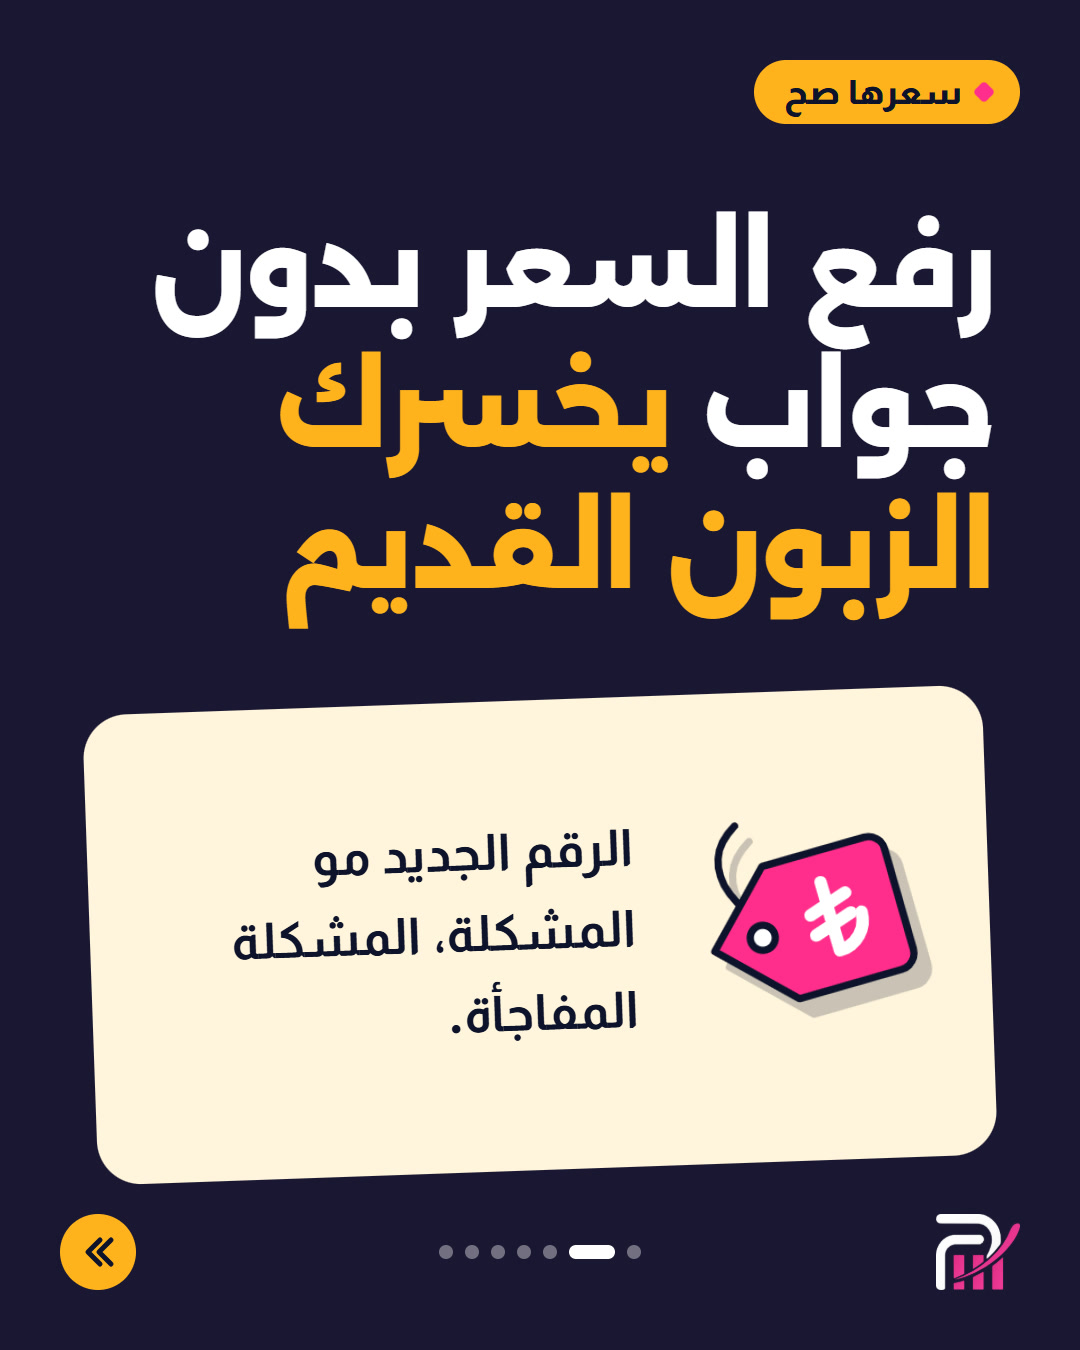 سعرها صح
رفع السعر بدون
جواب يخسرك
الزبون القديم
الرقم الجديد مو
المشكلة، المشكلة
المفاجأة.
₺